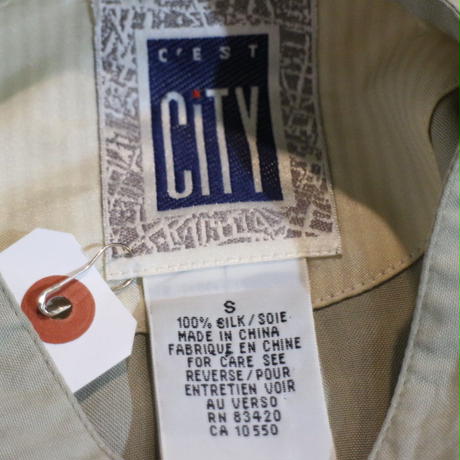 C'EST
CiTY
S
100% SILK/SOIE
MADE IN CHINA
FABRIQUE EN CHINE
FOR CARE SEE
REVERSE/POUR
ENTRETIEN VOIR
AU VERSO
RN 83420
CA 10550